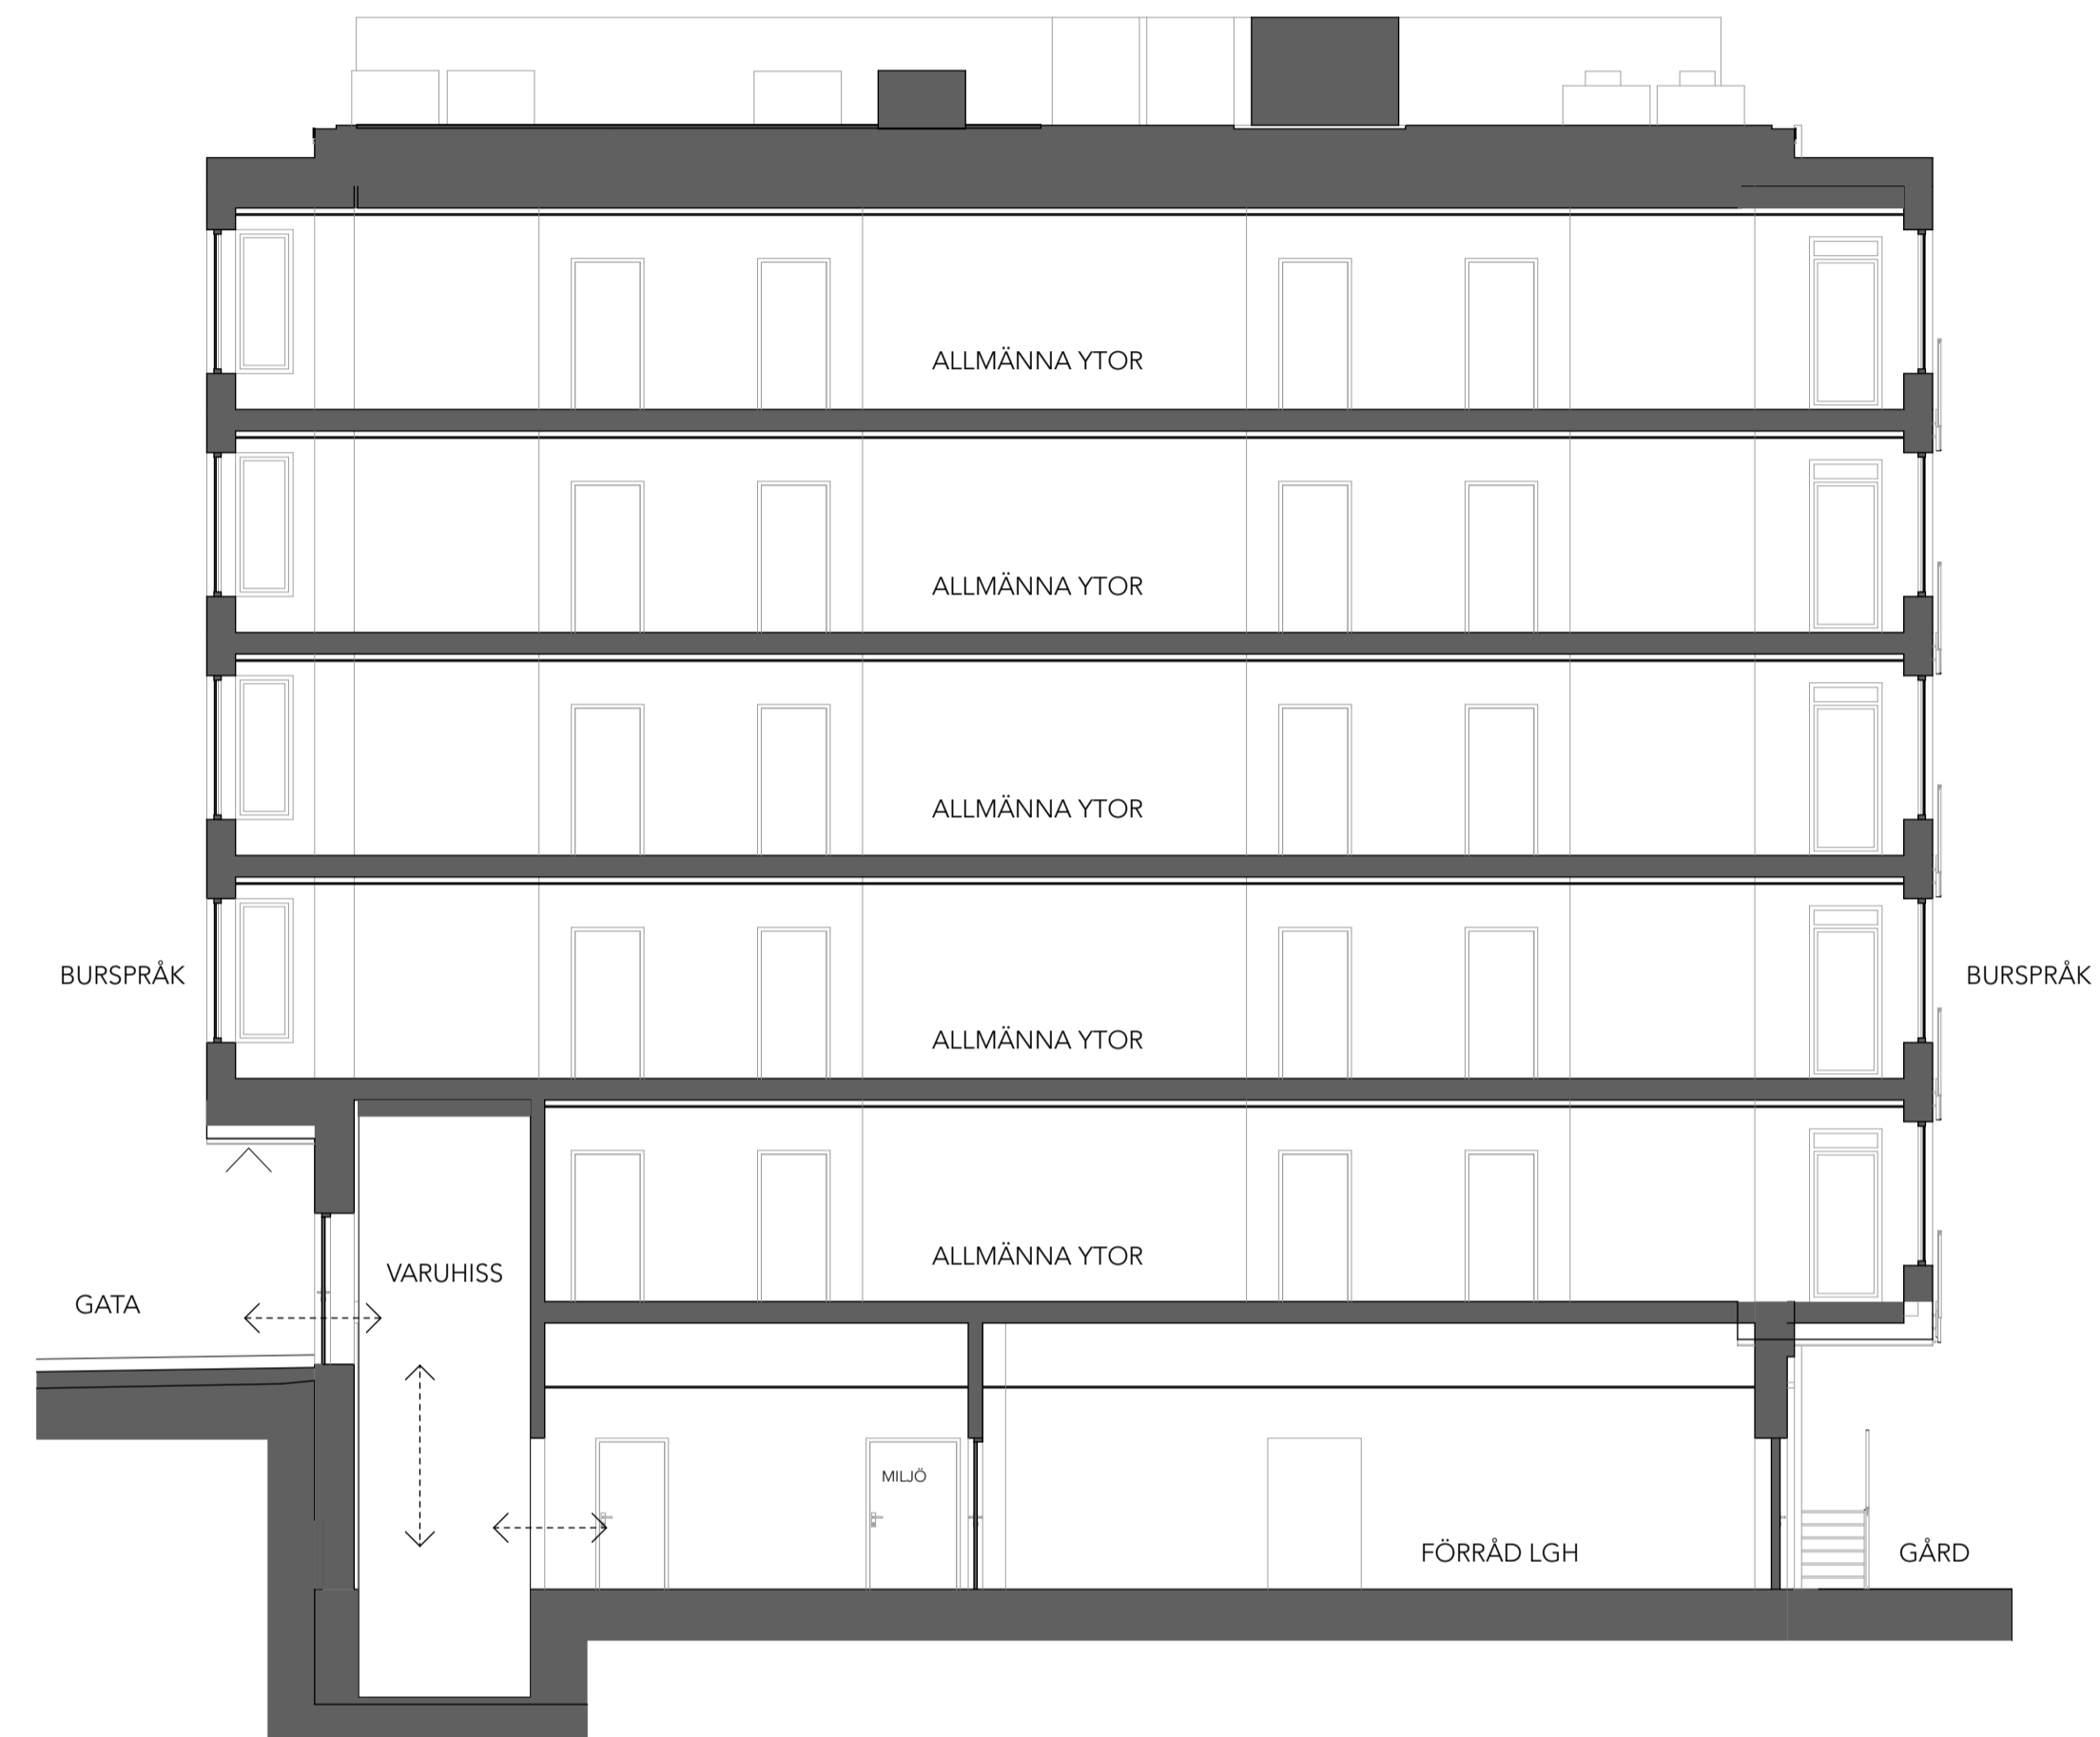 ALLMÄNNA YTOR
ALLMÄNNA YTOR
ALLMÄNNA YTOR
BURSPRÅK
BURSPRÅK
ALLMÄNNA YTOR
ALLMÄNNA YTOR
VARUHISS
GATA
MILJÖ
FÖRRÅD LGH
GÅRD